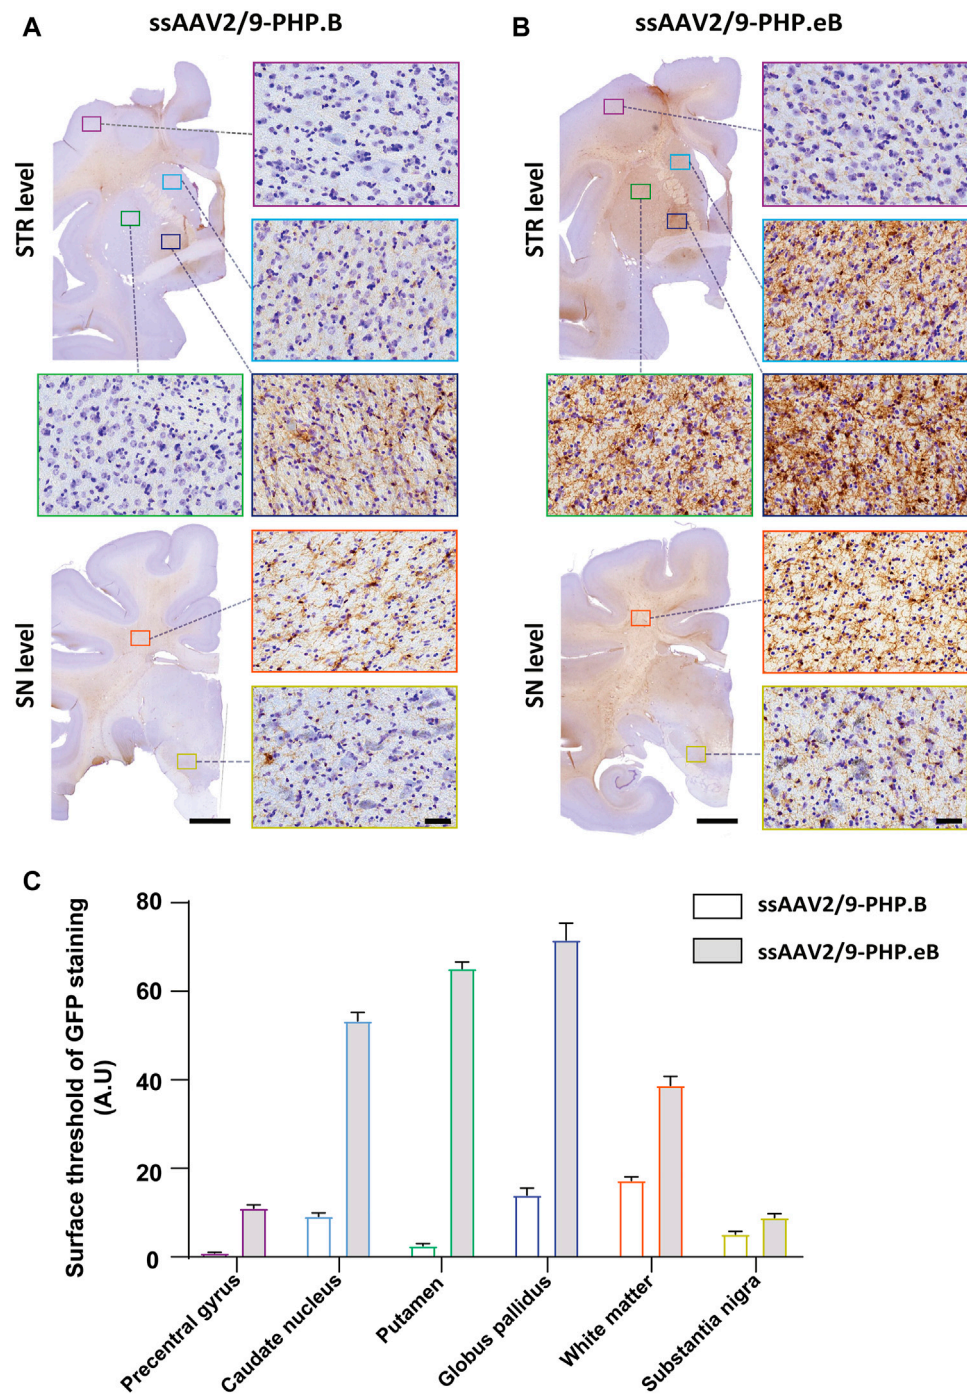 A
ssAAV2/9-PHP.B
B
ssAAV2/9-PHP.eB
STR level
STR level
SN level
SN level
C
Surface threshold of GFP staining
(A.U)
80
60
40
20
0
ssAAV2/9-PHP.B
ssAAV2/9-PHP.eB
Precentral gyrus
Caudate nucleus
Putamen
Globus pallidus
White matter
Substantia nigra